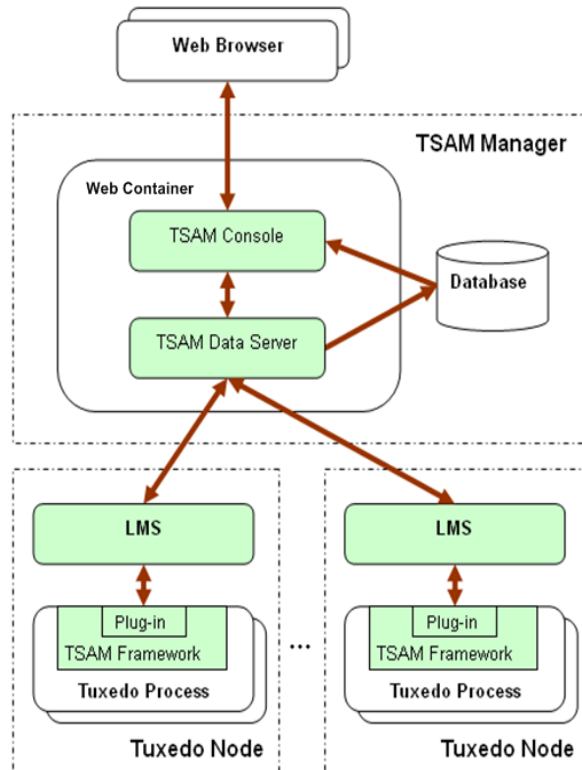 Web Browser
TSAM Manager
Web Container
TSAM Console
Database
TSAM Data Server
LMS
Plug-in
TSAM Framework
Tuxedo Process
Tuxedo Node
...
LMS
Plug-in
TSAM Framework
Tuxedo Process
Tuxedo Node